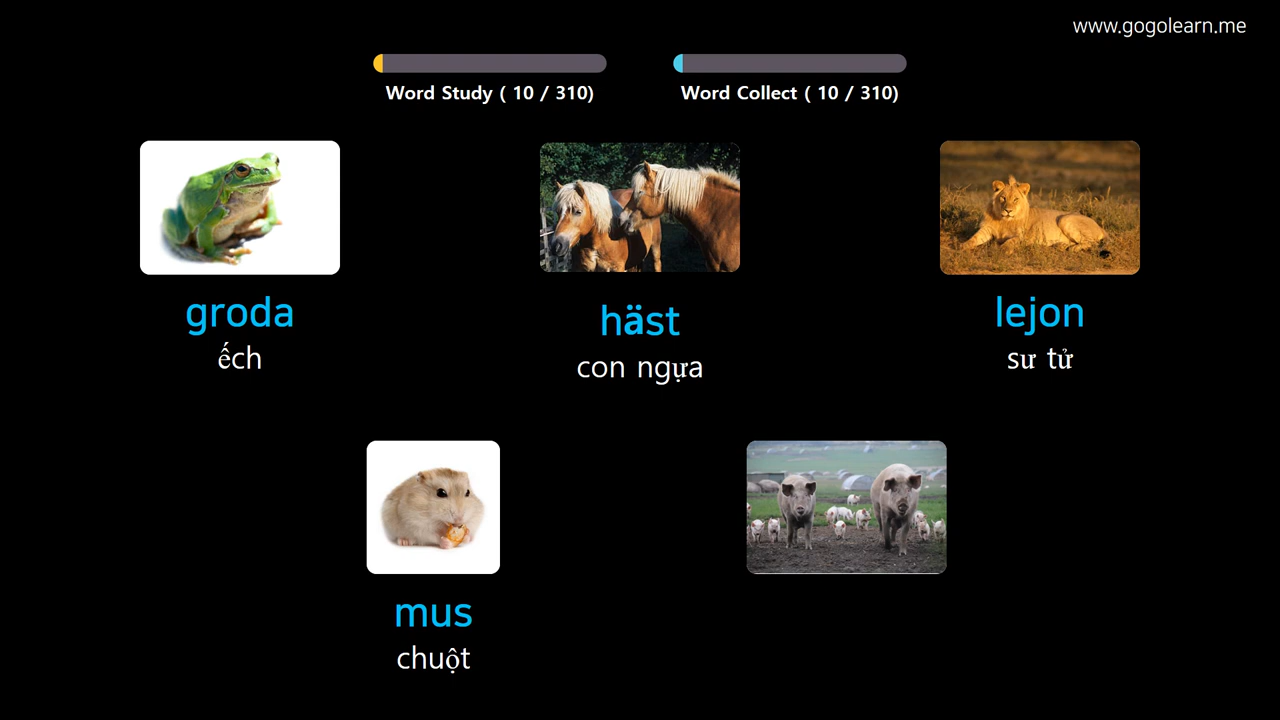 www.gogolearn.me
Word Study ( 10 / 310)
Word Collect ( 10 / 310)
groda
ếch
häst
con ngựa
lejon
sư tử
mus
chuột